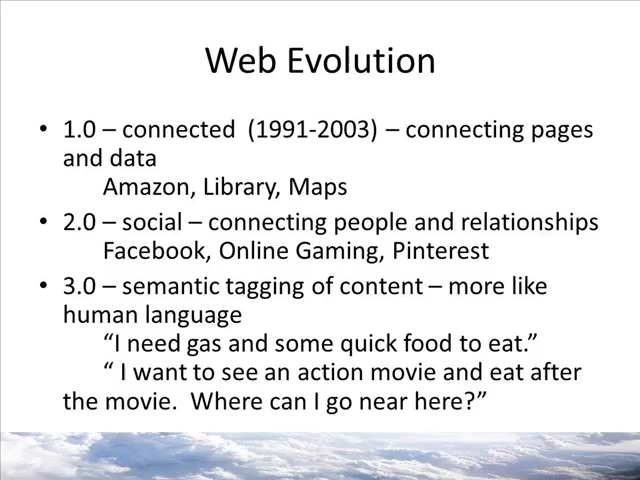 Web Evolution
• 1.0 – connected  (1991-2003) – connecting pages
and data
Amazon, Library, Maps
• 2.0 – social – connecting people and relationships
Facebook, Online Gaming, Pinterest
• 3.0 – semantic tagging of content – more like
human language
“I need gas and some quick food to eat.”
“ I want to see an action movie and eat after
the movie.  Where can I go near here?”